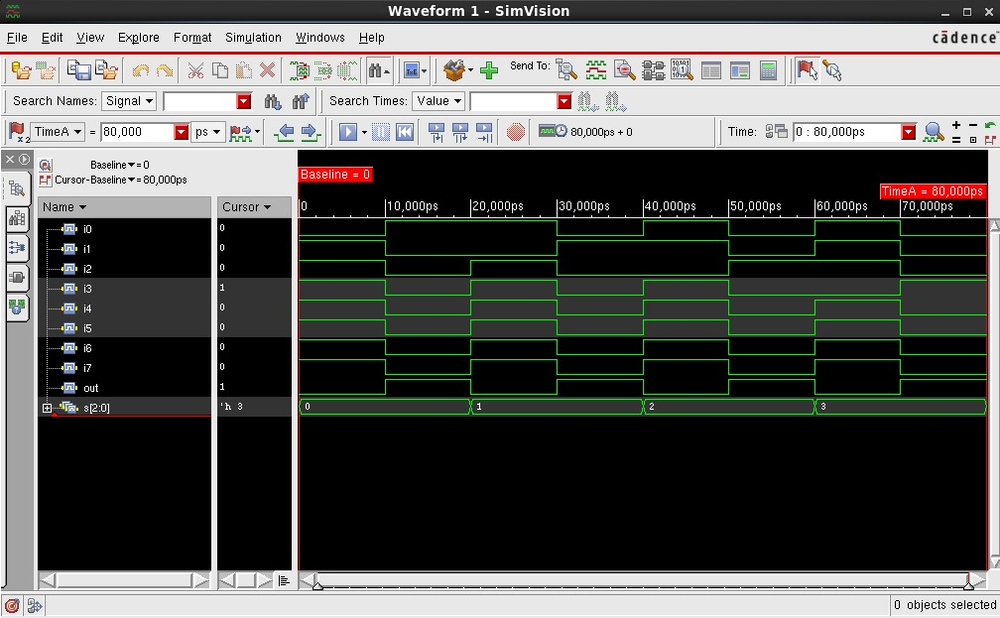 Waveform 1 - SimVision
File Edit View Explore Format Simulation Windows Help
cādence
Send To:
Search Names: Signal Search Times: Value
x2 TimeA = 80,000 ps 80,000ps + 0 Time: 0 : 80,000ps
Baseline = 0
Cursor-Baseline = 80,000ps
Baseline = 0
TimeA = 80,000ps
Name Cursor 0 10,000ps 20,000ps 30,000ps 40,000ps 50,000ps 60,000ps 70,000ps
i0 0
i1 0
i2 0
i3 1
i4 0
i5 0
i6 0
i7 0
out 1
s[2:0] 'h 3 0 1 2 3
0 objects selected